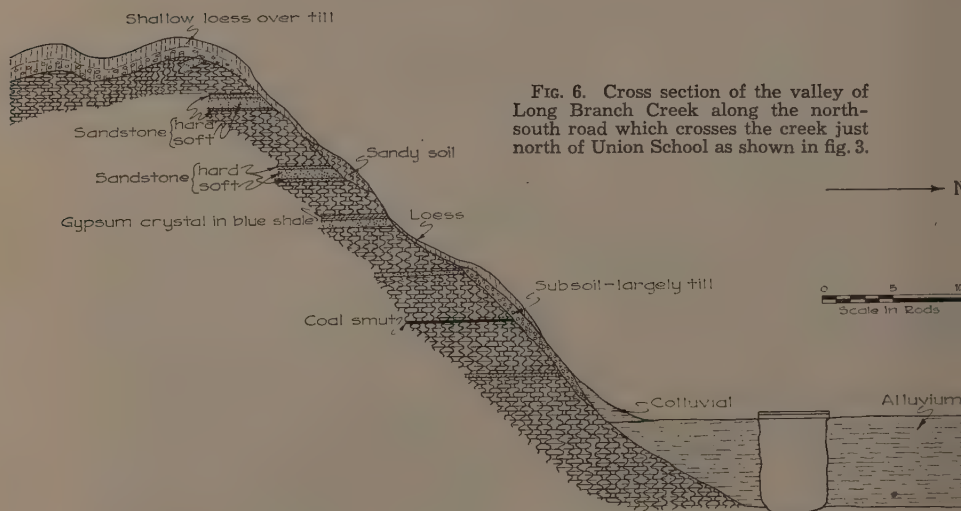 Shallow loess over till
FIG. 6. Cross section of the valley of
Long Branch Creek along the north-
south road which crosses the creek just
north of Union School as shown in fig. 3.
Sandstone {hard
soft
Sandy soil
Sandstone {hard
soft
N
Gypsum crystal in blue shale
Loess
Subsoil-largely till
0 5 10
Scale in Rods
Coal smut
Colluvial
Alluvium